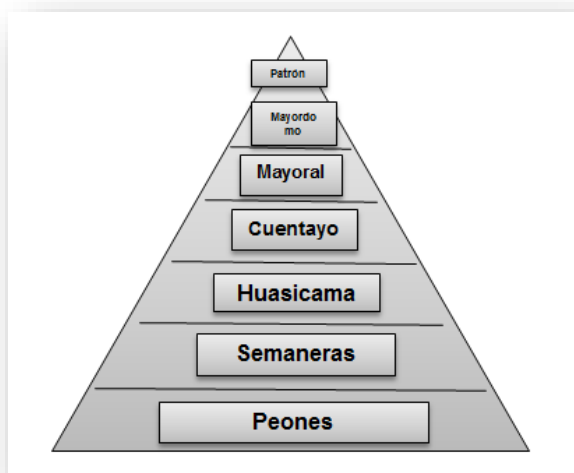 Patrón
Mayordo
mo
Mayoral
Cuentayo
Huasicama
Semaneras
Peones